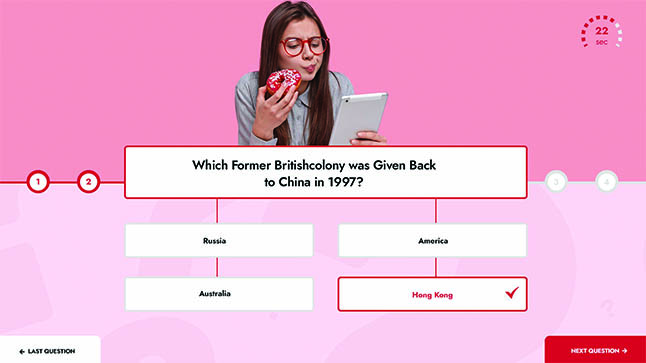 22
sec
Which Former Britishcolony was Given Back
to China in 1997?
1
2
3
4
Russia
America
Australia
Hong Kong
?
← LAST QUESTION
NEXT QUESTION →